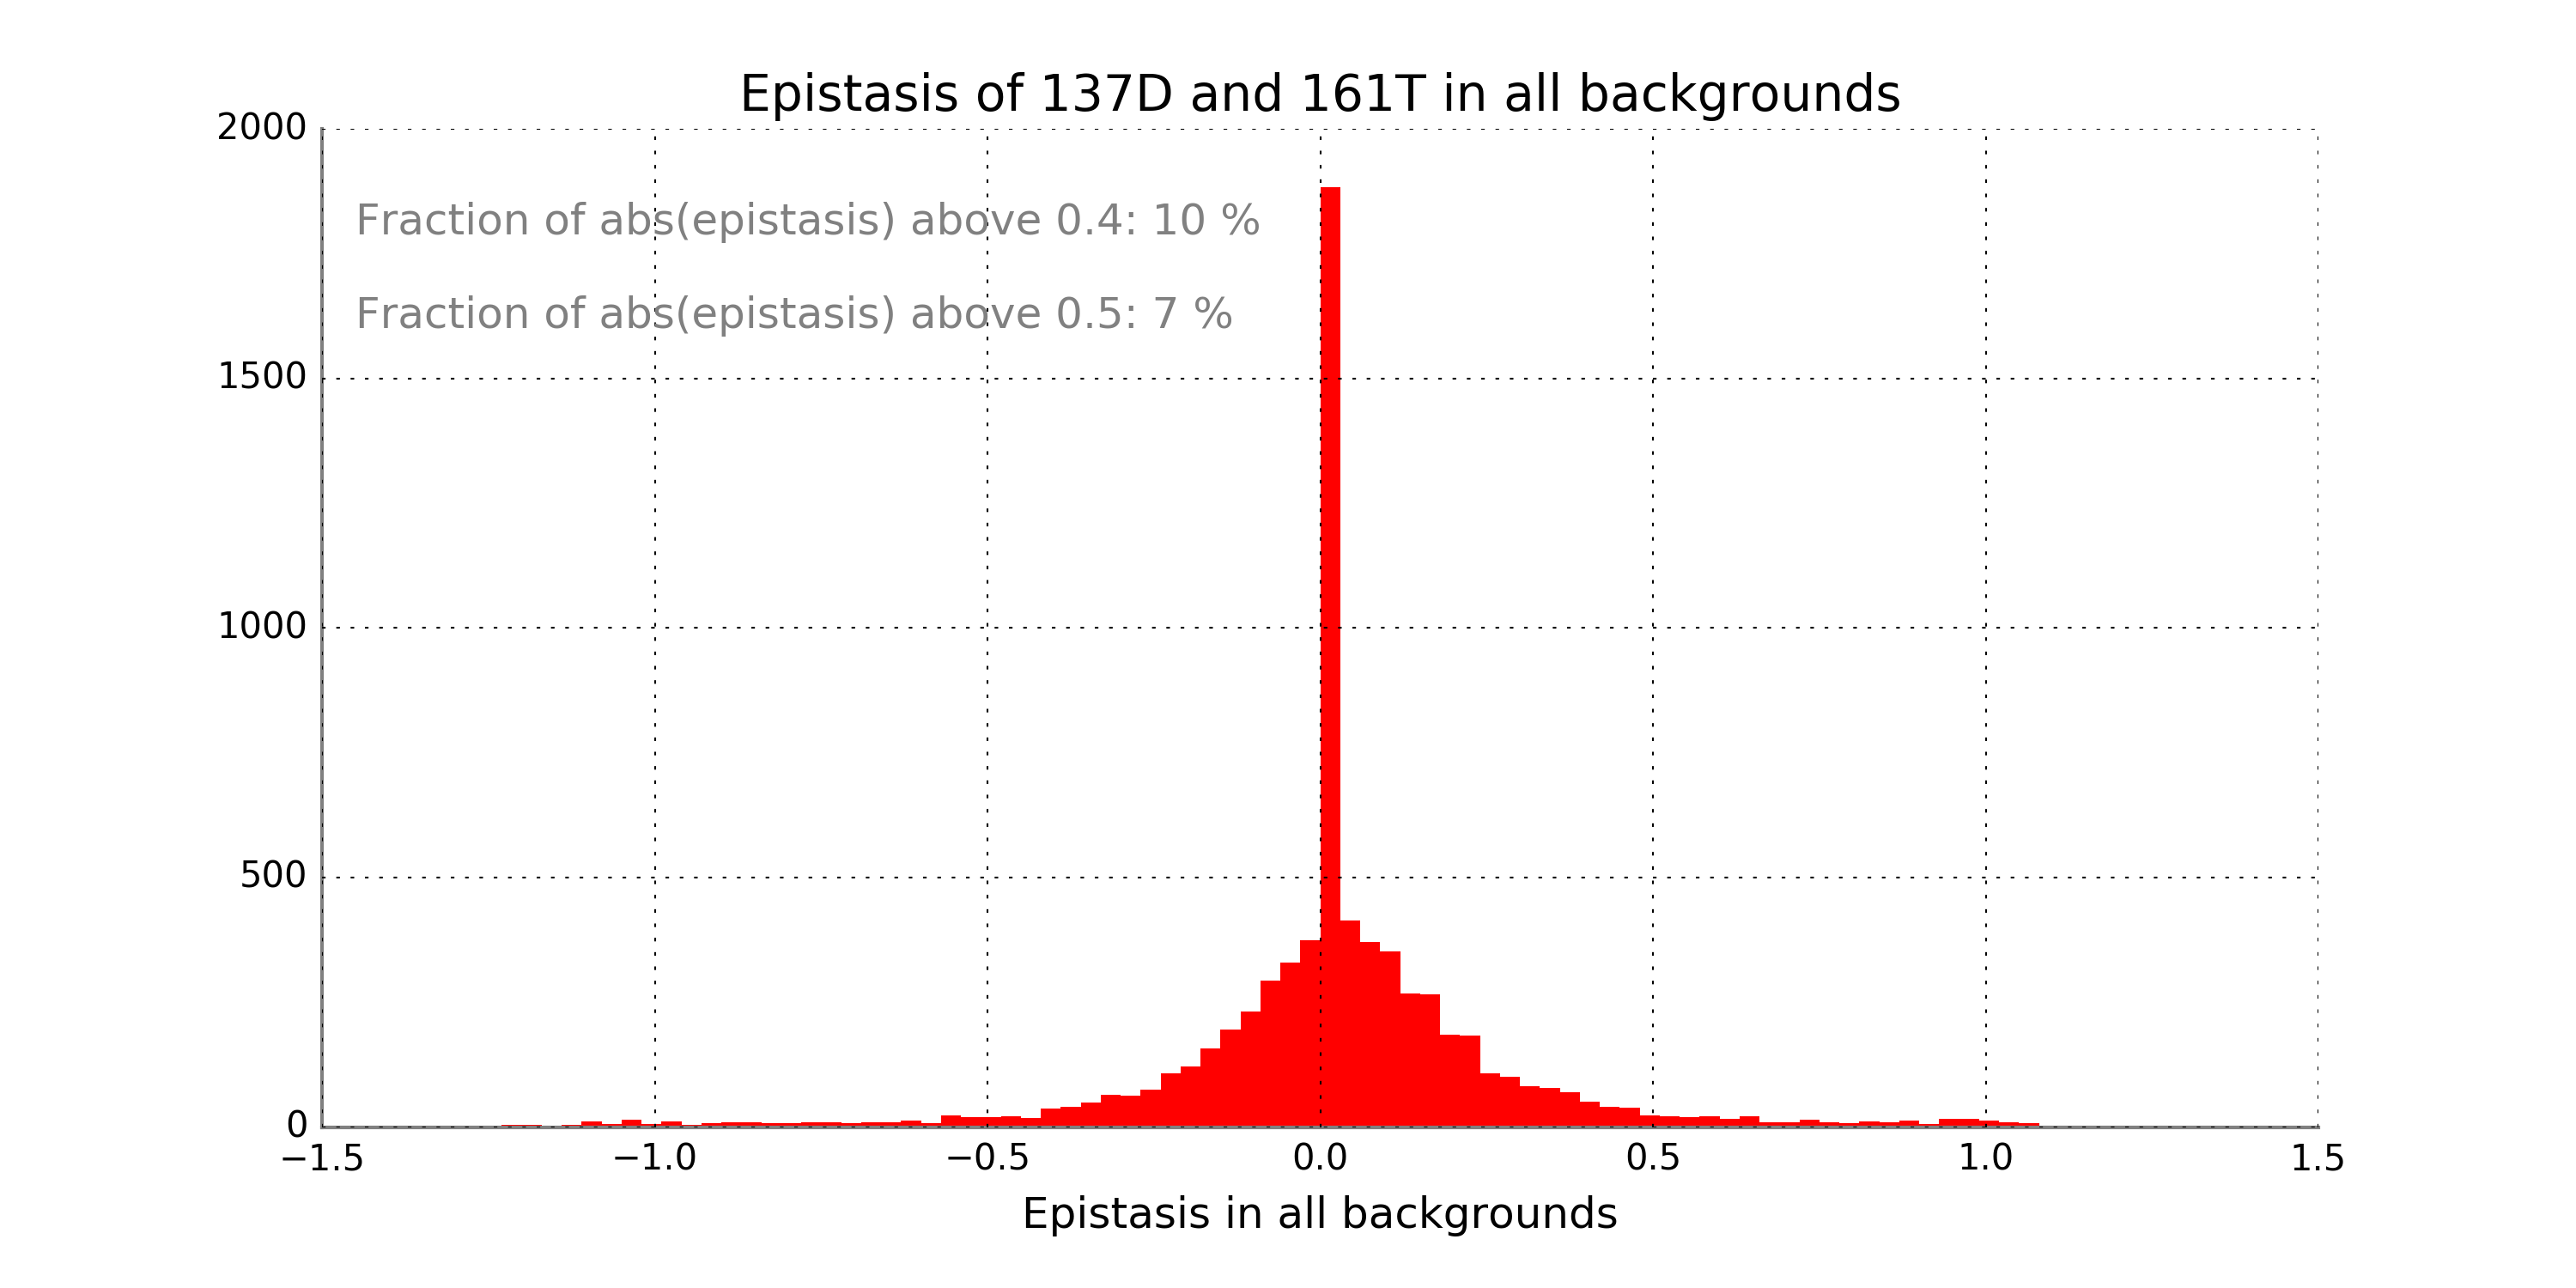 Epistasis of 137D and 161T in all backgrounds
2000
Fraction of abs(epistasis) above 0.4: 10 %
Fraction of abs(epistasis) above 0.5: 7 %
1500
1000
500
0
−1.5 −1.0 −0.5 0.0 0.5 1.0 1.5
Epistasis in all backgrounds